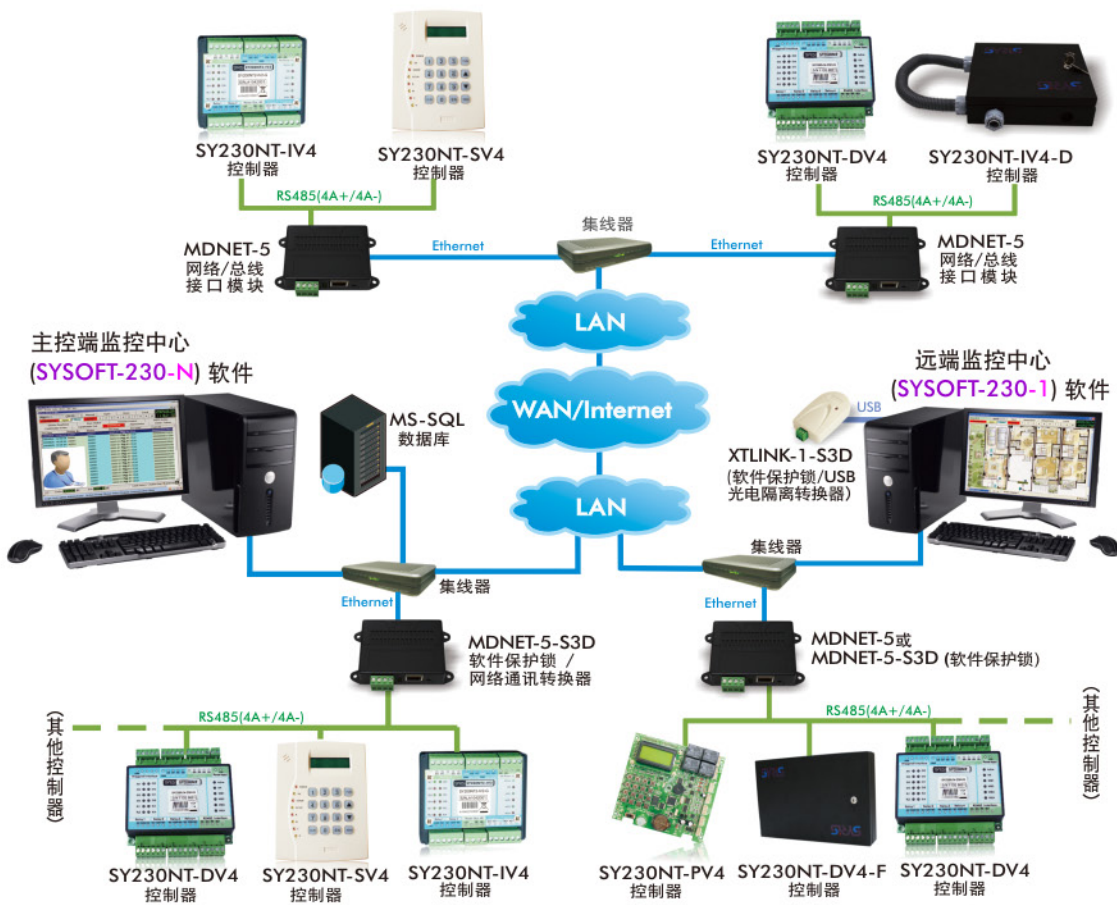 SY230NT-IV4
控制器
SY230NT-SV4
控制器
SY230NT-DV4
控制器
SY230NT-IV4-D
控制器
RS485(4A+/4A-)
RS485(4A+/4A-)
MDNET-5
网络/总线
接口模块
Ethernet
集线器
Ethernet
MDNET-5
网络/总线
接口模块
LAN
WAN/Internet
LAN
主控端监控中心
(SYSOFT-230-N) 软件
MS-SQL
数据库
远端监控中心
(SYSOFT-230-1) 软件
USB
XTLINK-1-S3D
(软件保护锁/USB
光电隔离转换器)
集线器
Ethernet
集线器
Ethernet
MDNET-5-S3D
软件保护锁 /
网络通讯转换器
MDNET-5或
MDNET-5-S3D (软件保护锁)
(其他控制器)
RS485(4A+/4A-)
RS485(4A+/4A-)
(其他控制器)
SY230NT-DV4
控制器
SY230NT-SV4
控制器
SY230NT-IV4
控制器
SY230NT-PV4
控制器
SY230NT-DV4-F
控制器
SY230NT-DV4
控制器